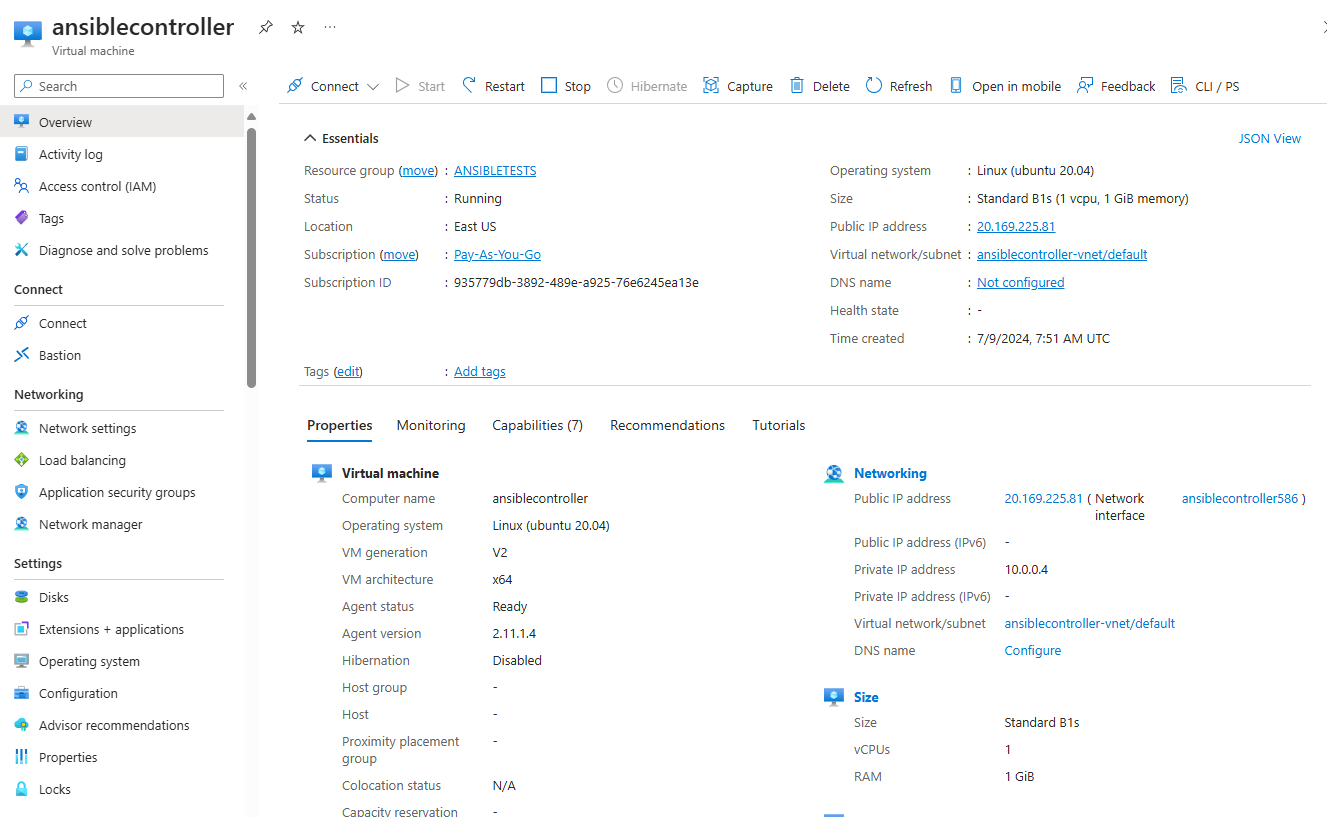 ansiblecontroller
Virtual machine
Search
Overview
Activity log
Access control (IAM)
Tags
Diagnose and solve problems
Connect
Connect
Bastion
Networking
Network settings
Load balancing
Application security groups
Network manager
Settings
Disks
Extensions + applications
Operating system
Configuration
Advisor recommendations
Properties
Locks
Connect Start Restart Stop Hibernate Capture Delete Refresh Open in mobile Feedback CLI / PS
Essentials
JSON View
Resource group (move) : ANSIBLETESTS
Status : Running
Location : East US
Subscription (move) : Pay-As-You-Go
Subscription ID : 935779db-3892-489e-a925-76e6245ea13e
Operating system : Linux (ubuntu 20.04)
Size : Standard B1s (1 vcpu, 1 GiB memory)
Public IP address : 20.169.225.81
Virtual network/subnet : ansiblecontroller-vnet/default
DNS name : Not configured
Health state : -
Time created : 7/9/2024, 7:51 AM UTC
Tags (edit) : Add tags
Properties Monitoring Capabilities (7) Recommendations Tutorials
Virtual machine
Computer name ansiblecontroller
Operating system Linux (ubuntu 20.04)
VM generation V2
VM architecture x64
Agent status Ready
Agent version 2.11.1.4
Hibernation Disabled
Host group -
Host -
Proximity placement -
group
Colocation status N/A
Capacity reservation -
Networking
Public IP address 20.169.225.81 ( Network ansiblecontroller586 )
interface
Public IP address (IPv6) -
Private IP address 10.0.0.4
Private IP address (IPv6) -
Virtual network/subnet ansiblecontroller-vnet/default
DNS name Configure
Size
Size Standard B1s
vCPUs 1
RAM 1 GiB